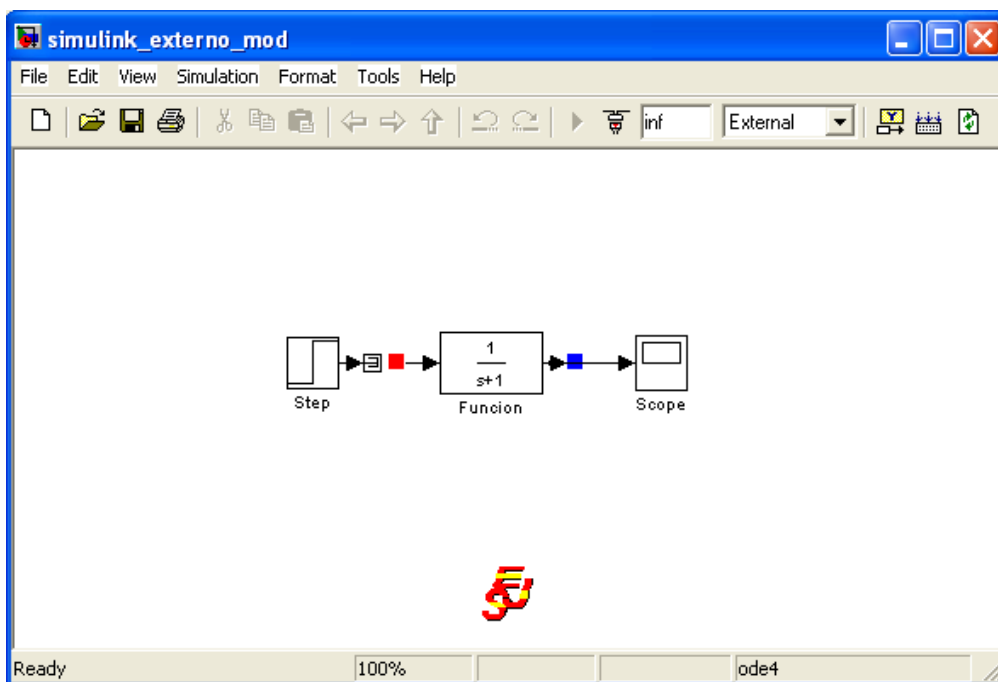 simulink_externo_mod
File Edit View Simulation Format Tools Help
inf External
1
s+1
Step
Funcion
Scope
Ready 100% ode4